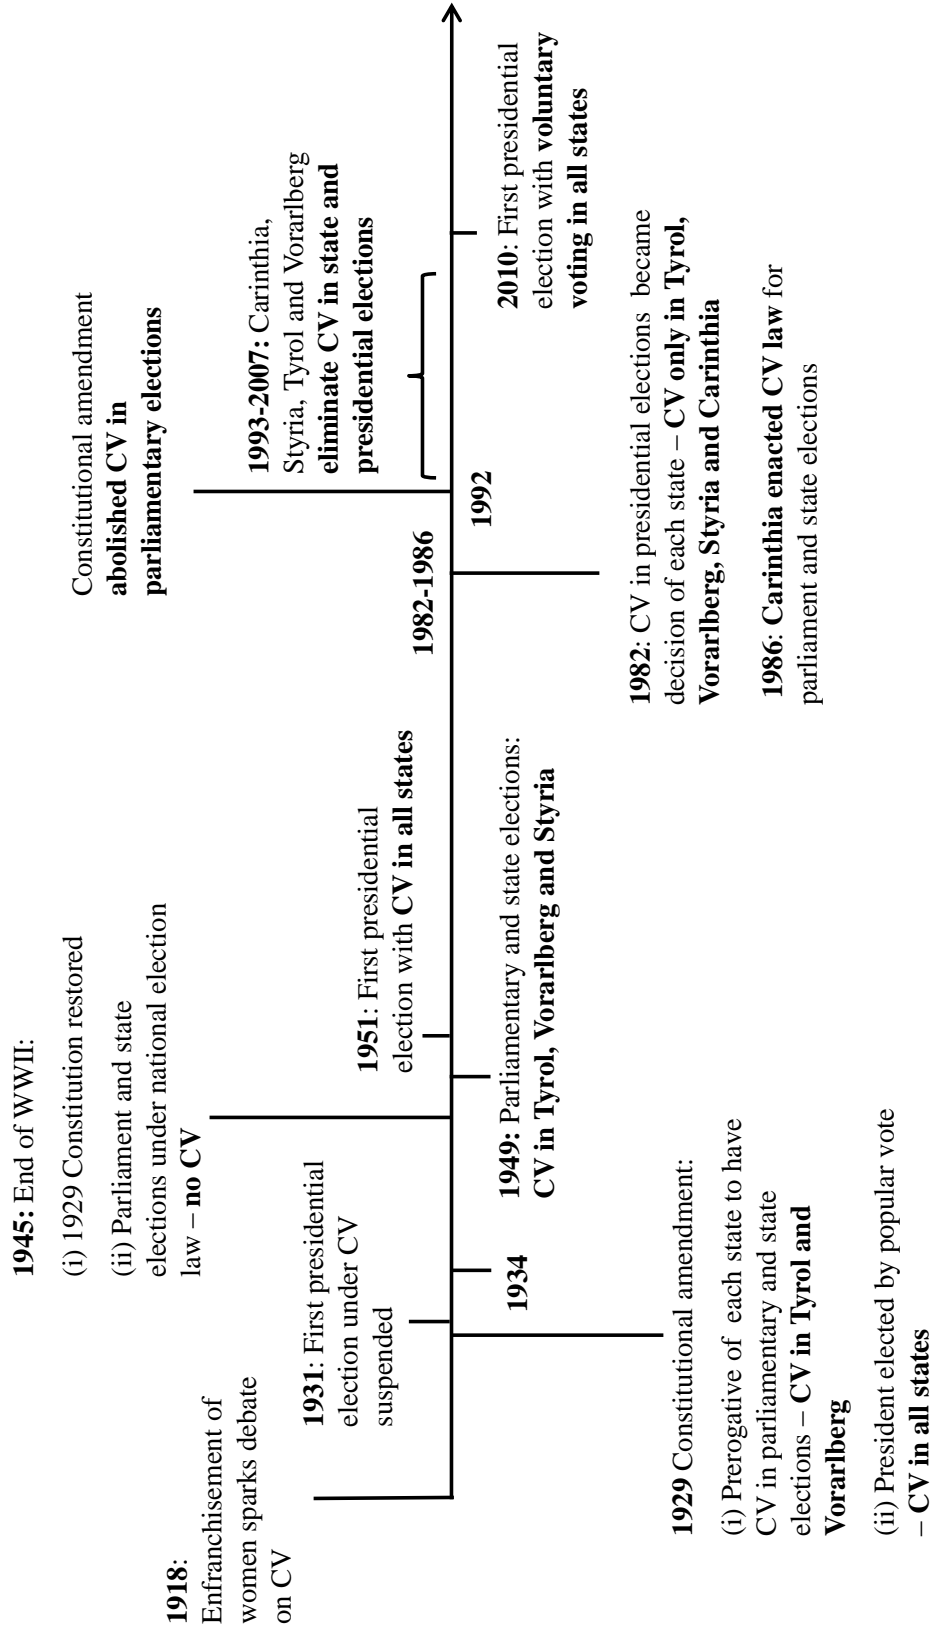 1918:
Enfranchisement of
women sparks debate
on CV
1929 Constitutional amendment:
(i) Prerogative of each state to have
CV in parliamentary and state
elections – CV in Tyrol and
Vorarlberg
(ii) President elected by popular vote
– CV in all states
1931: First presidential
election under CV
suspended
1934
1945: End of WWII:
(i) 1929 Constitution restored
(ii) Parliament and state
elections under national election
law – no CV
1949: Parliamentary and state elections:
CV in Tyrol, Vorarlberg and Styria
1951: First presidential
election with CV in all states
1982-1986
1982: CV in presidential elections became
decision of each state – CV only in Tyrol,
Vorarlberg, Styria and Carinthia
1986: Carinthia enacted CV law for
parliament and state elections
Constitutional amendment
abolished CV in
parliamentary elections
1992
1993-2007: Carinthia,
Styria, Tyrol and Vorarlberg
eliminate CV in state and
presidential elections
2010: First presidential
election with voluntary
voting in all states